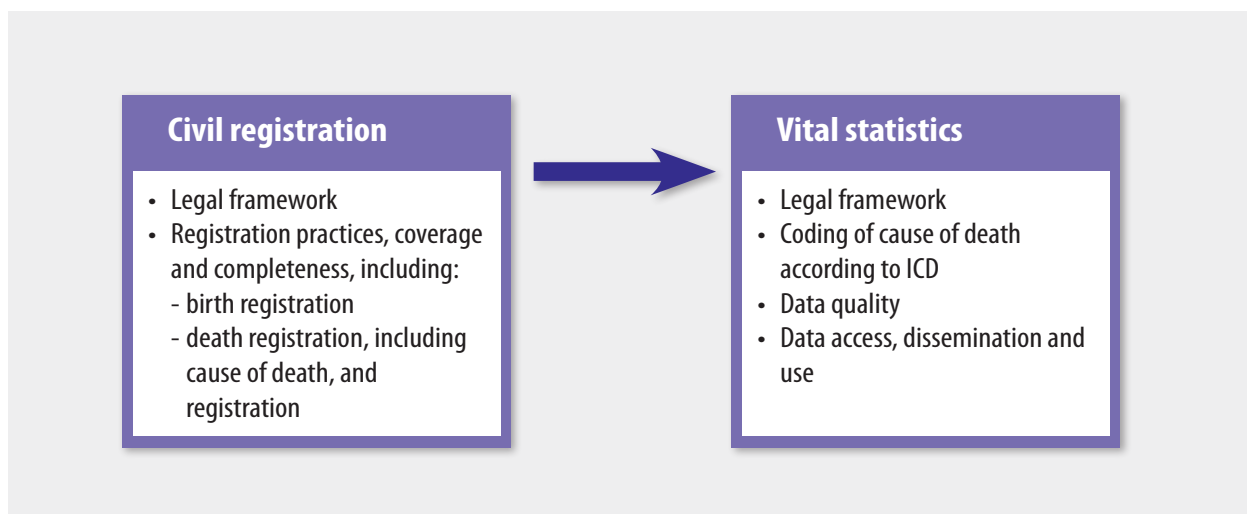 Civil registration
• Legal framework
• Registration practices, coverage
and completeness, including:
- birth registration
- death registration, including
cause of death, and
registration
Vital statistics
• Legal framework
• Coding of cause of death
according to ICD
• Data quality
• Data access, dissemination and
use